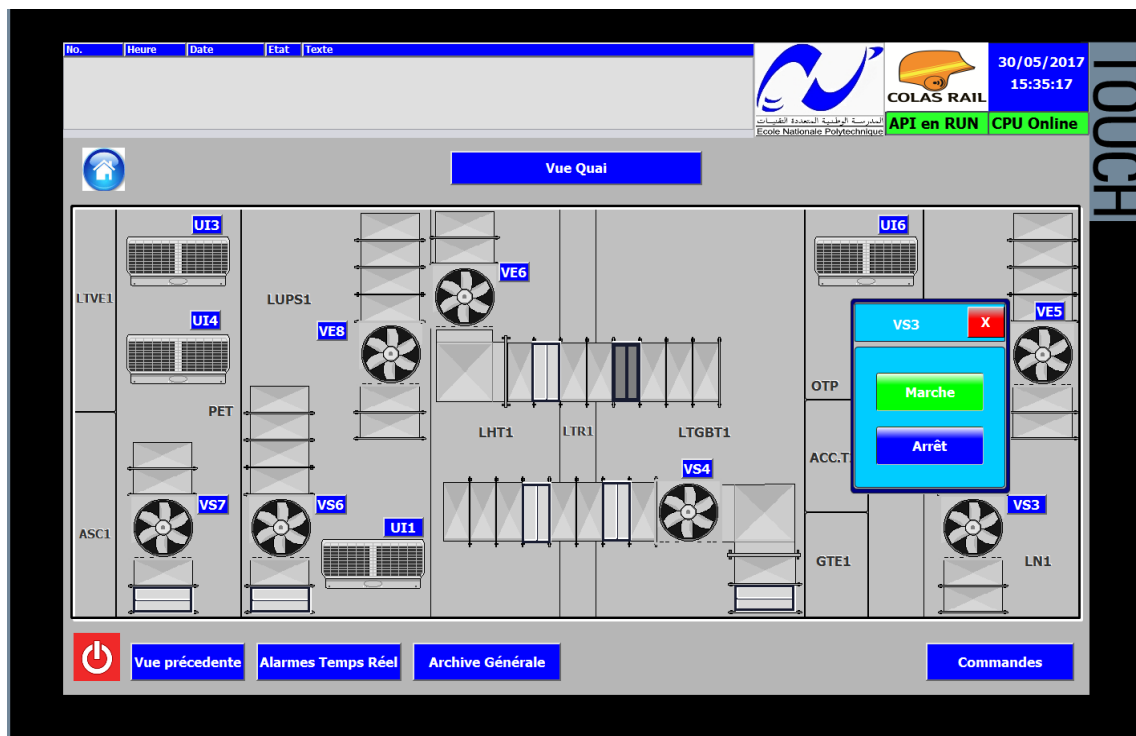 No. Heure Date Etat Texte
المدرسة الوطنية المتعددة التقنيات
Ecole Nationale Polytechnique
COLAS RAIL
30/05/2017
15:35:17
API en RUN
CPU Online
TOUCH
Vue Quai
UI3
UI6
VE6
LTVE1
LUPS1
UI4
VE8
VE5
VS3
X
PET
OTP
Marche
LHT1
LTR1
LTGBT1
Arrêt
ACC.T
VS4
VS7
VS6
VS3
UI1
ASC1
GTE1
LN1
Vue précedente
Alarmes Temps Réel
Archive Générale
Commandes